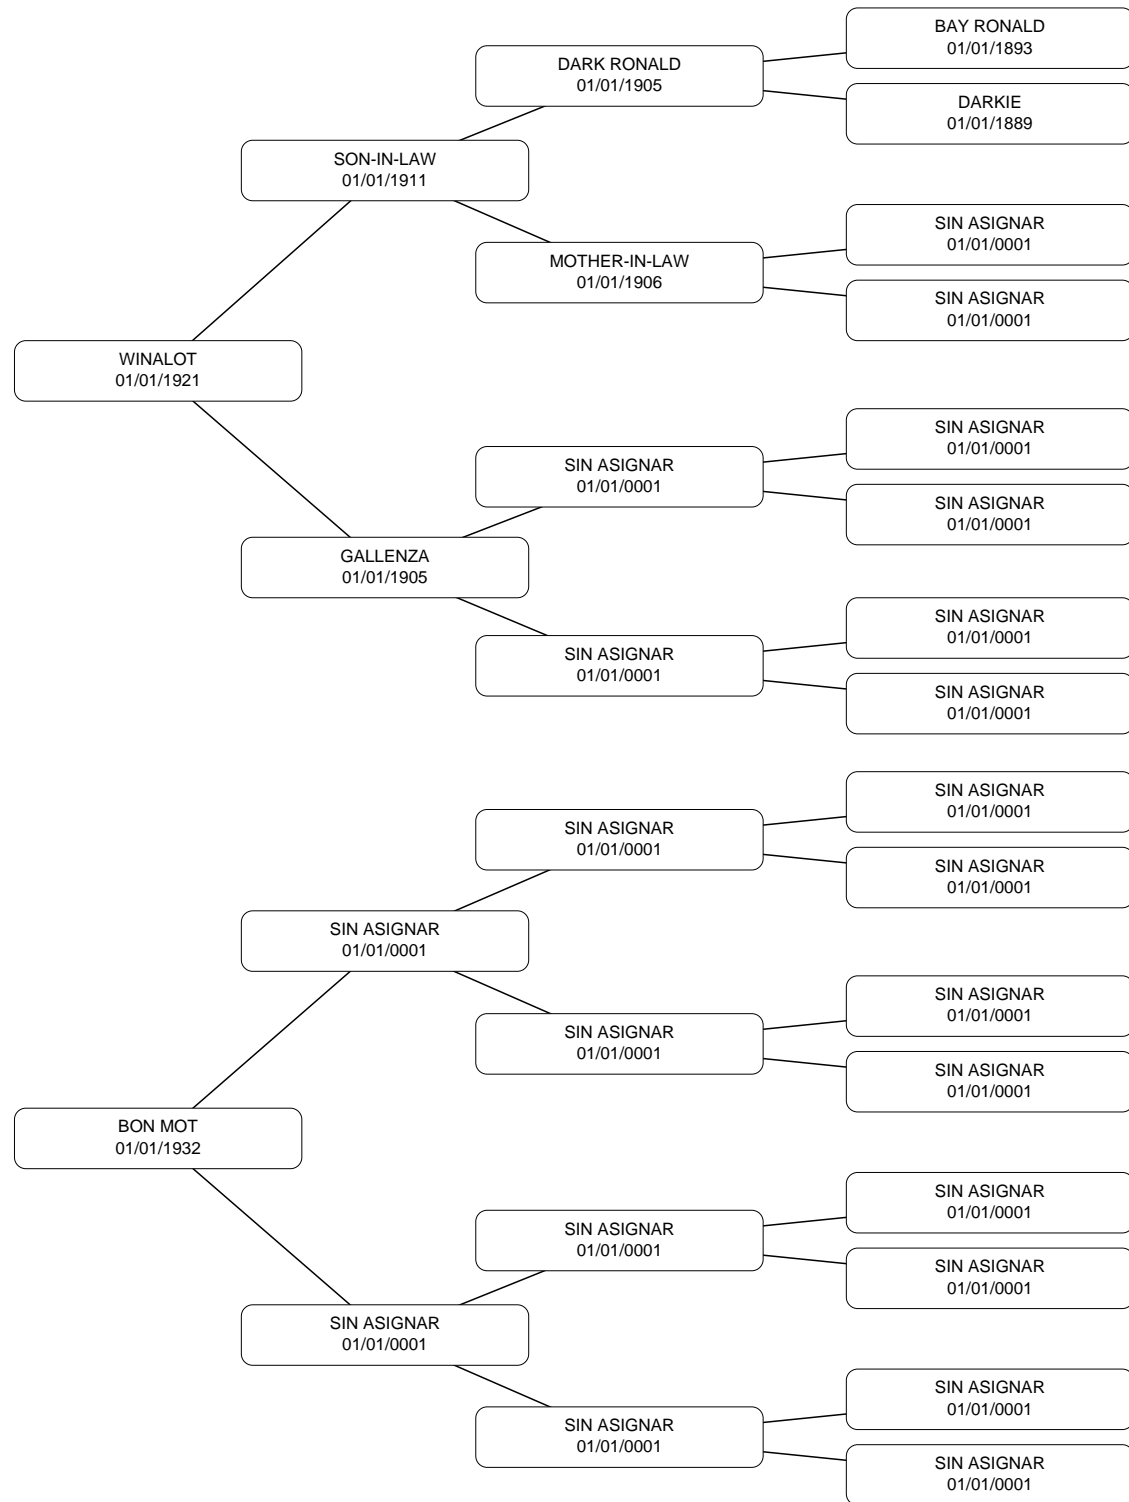 BAY RONALD
01/01/1893
DARK RONALD
01/01/1905
DARKIE
01/01/1889
SON-IN-LAW
01/01/1911
SIN ASIGNAR
01/01/0001
MOTHER-IN-LAW
01/01/1906
SIN ASIGNAR
01/01/0001
WINALOT
01/01/1921
SIN ASIGNAR
01/01/0001
SIN ASIGNAR
01/01/0001
SIN ASIGNAR
01/01/0001
GALLENZA
01/01/1905
SIN ASIGNAR
01/01/0001
SIN ASIGNAR
01/01/0001
SIN ASIGNAR
01/01/0001
SIN ASIGNAR
01/01/0001
SIN ASIGNAR
01/01/0001
SIN ASIGNAR
01/01/0001
SIN ASIGNAR
01/01/0001
SIN ASIGNAR
01/01/0001
SIN ASIGNAR
01/01/0001
SIN ASIGNAR
01/01/0001
BON MOT
01/01/1932
SIN ASIGNAR
01/01/0001
SIN ASIGNAR
01/01/0001
SIN ASIGNAR
01/01/0001
SIN ASIGNAR
01/01/0001
SIN ASIGNAR
01/01/0001
SIN ASIGNAR
01/01/0001
SIN ASIGNAR
01/01/0001